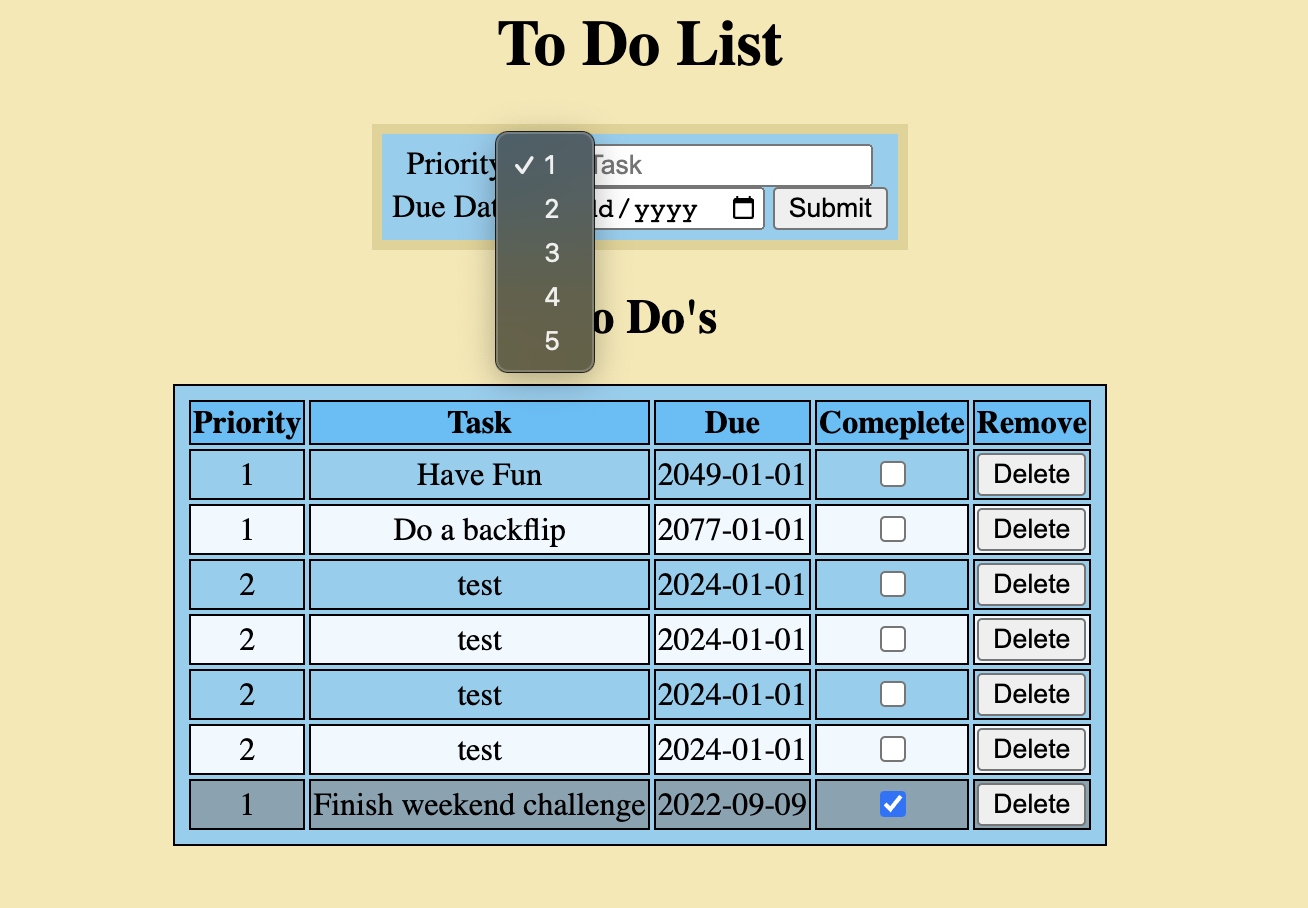 To Do List
Priority 1 Task
Due Dat dd/yyyy Submit
2
3
4
5
o Do's
Priority Task Due Comeplete Remove
1 Have Fun 2049-01-01 Delete
1 Do a backflip 2077-01-01 Delete
2 test 2024-01-01 Delete
2 test 2024-01-01 Delete
2 test 2024-01-01 Delete
2 test 2024-01-01 Delete
1 Finish weekend challenge 2022-09-09 Delete